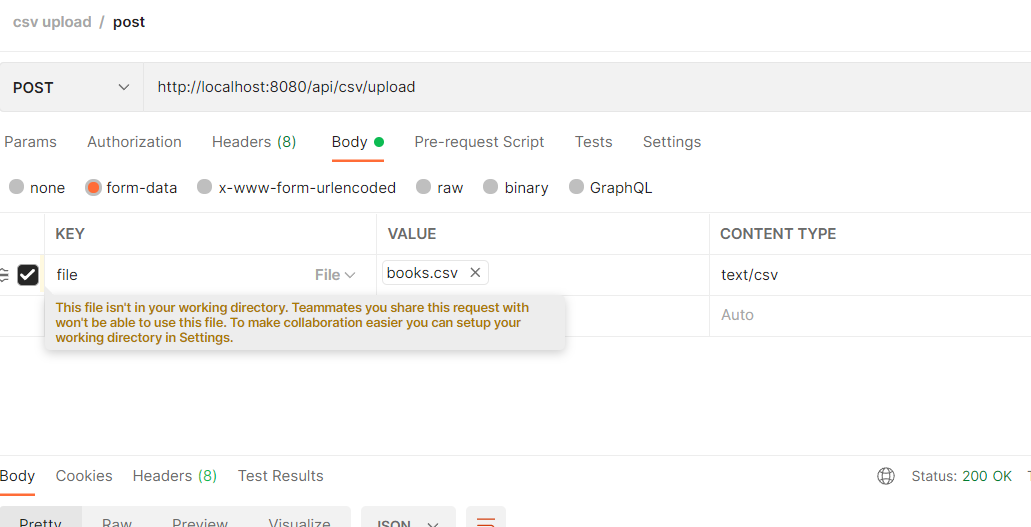 csv upload / post
POST http://localhost:8080/api/csv/upload
Params Authorization Headers (8) Body Pre-request Script Tests Settings
none form-data x-www-form-urlencoded raw binary GraphQL
KEY VALUE CONTENT TYPE
file File books.csv text/csv
This file isn't in your working directory. Teammates you share this request with
won't be able to use this file. To make collaboration easier you can setup your
working directory in Settings.
Auto
Body Cookies Headers (8) Test Results Status: 200 OK
Pretty Raw Preview Visualize JSON